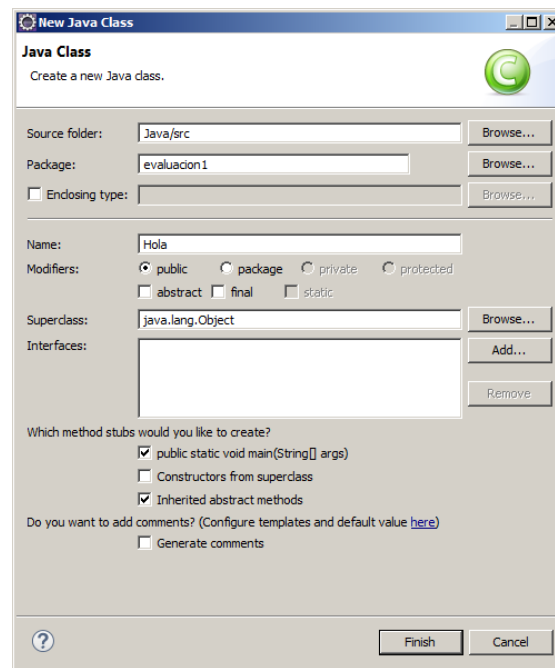 New Java Class
Java Class
Create a new Java class.
Source folder: Java/src Browse...
Package: evaluacion1 Browse...
Enclosing type: Browse...
Name: Hola
Modifiers: public package private protected
abstract final static
Superclass: java.lang.Object Browse...
Interfaces: Add...
Remove
Which method stubs would you like to create?
public static void main(String[] args)
Constructors from superclass
Inherited abstract methods
Do you want to add comments? (Configure templates and default value here)
Generate comments
? Finish Cancel